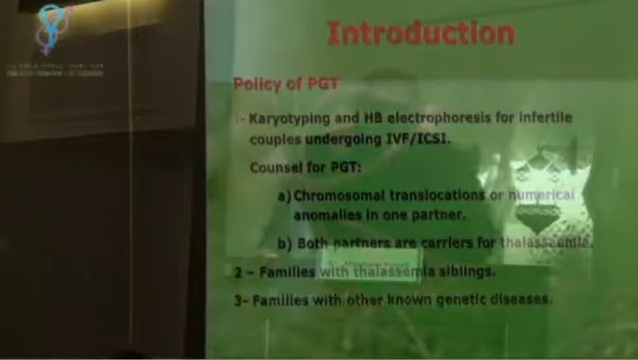 Introduction
Policy of PGT
1- Karyotyping and HB electrophoresis for infertile
couples undergoing IVF/ICSI.
Counsel for PGT:
a) Chromosomal translocations or numerical
anomalies in one partner.
b) Both partners are carriers for thalassaemia.
2 – Families with thalassemia siblings.
3- Families with other known genetic diseases.